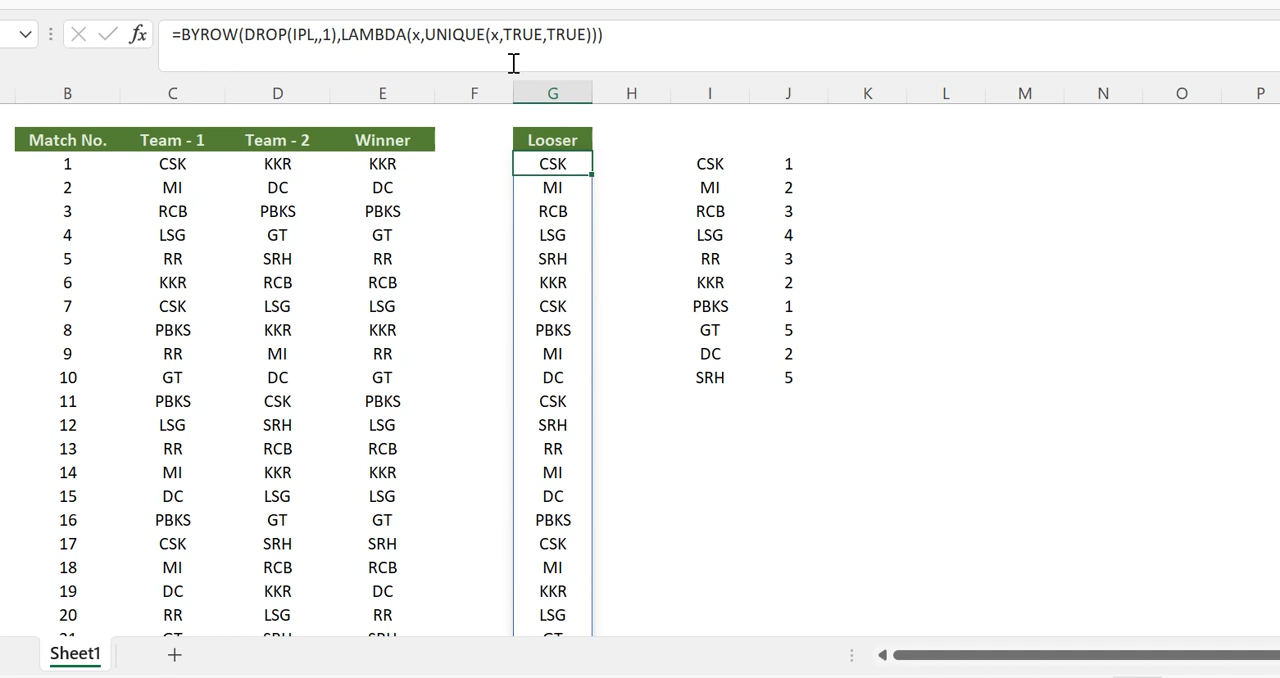 fx =BYROW(DROP(IPL,,1),LAMBDA(x,UNIQUE(x,TRUE,TRUE)))
B C D E F G H I J K L M N O P
Match No. Team - 1 Team - 2 Winner Looser
1 CSK KKR KKR CSK CSK 1
2 MI DC DC MI MI 2
3 RCB PBKS PBKS RCB RCB 3
4 LSG GT GT LSG LSG 4
5 RR SRH RR SRH RR 3
6 KKR RCB RCB KKR KKR 2
7 CSK LSG LSG CSK PBKS 1
8 PBKS KKR KKR PBKS GT 5
9 RR MI RR MI DC 2
10 GT DC GT DC SRH 5
11 PBKS CSK PBKS CSK
12 LSG SRH LSG SRH
13 RR RCB RCB RR
14 MI KKR KKR MI
15 DC LSG LSG DC
16 PBKS GT GT PBKS
17 CSK SRH SRH CSK
18 MI RCB RCB MI
19 DC KKR DC KKR
20 RR LSG RR LSG
21 GT SRH SRH GT
Sheet1